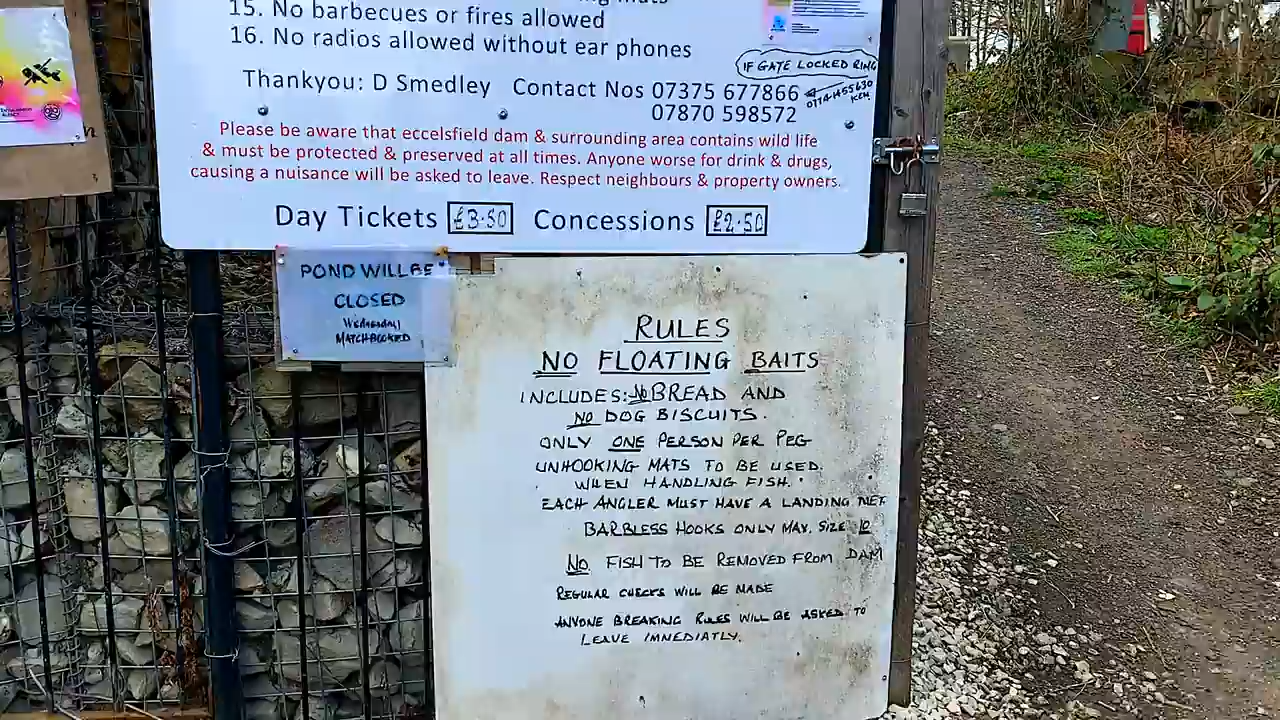 15. No barbecues or fires allowed
16. No radios allowed without ear phones
IF GATE LOCKED RING
Thankyou: D Smedley Contact Nos 07375 677866
07870 598572
KEN
Please be aware that eccelsfield dam & surrounding area contains wild life
& must be protected & preserved at all times. Anyone worse for drink & drugs,
causing a nuisance will be asked to leave. Respect neighbours & property owners.
Day Tickets £3·50 Concessions £2·50
POND WILL BE
CLOSED
Wednesday
MATCH BOOKED
RULES
NO FLOATING BAITS
INCLUDES: NO BREAD AND
NO DOG BISCUITS.
ONLY ONE PERSON PER PEG
UNHOOKING MATS TO BE USED.
WHEN HANDLING FISH.
EACH ANGLER MUST HAVE A LANDING NET.
BARBLESS HOOKS ONLY MAX. SIZE 10
NO FISH TO BE REMOVED FROM DAM
REGULAR CHECKS WILL BE MADE
ANYONE BREAKING RULES WILL BE ASKED TO
LEAVE IMNEDIATLY.